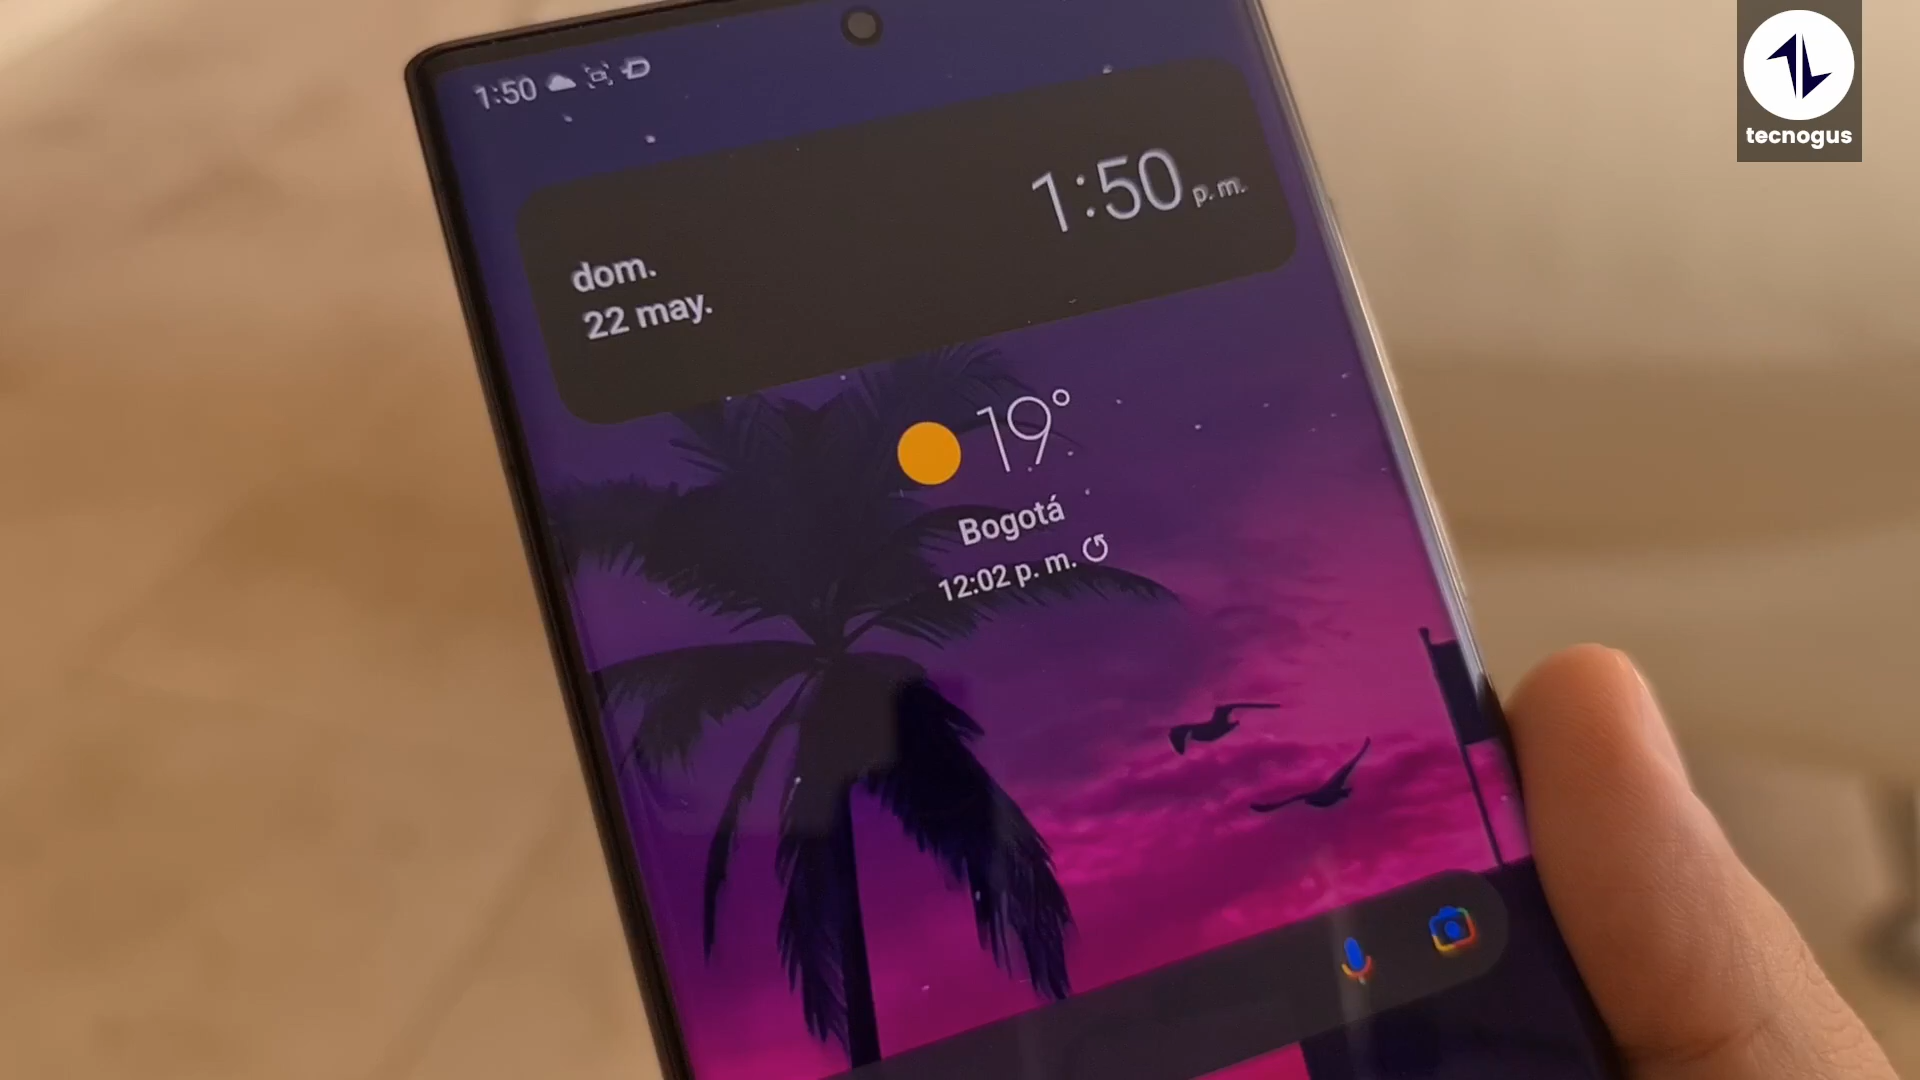 tecnogus
1:50
1:50 p. m.
dom.
22 may.
19°
Bogotá
12:02 p. m.